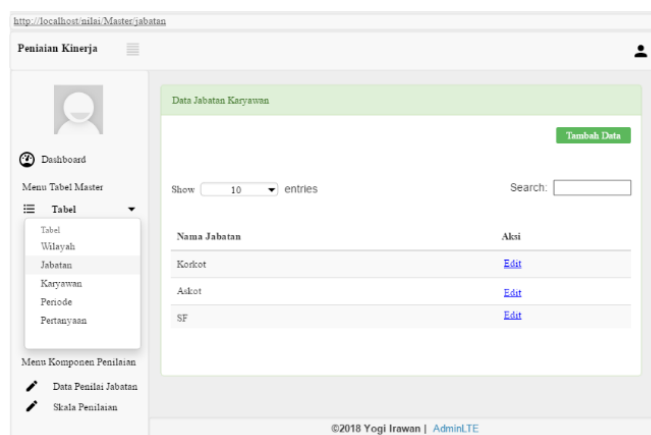 http://localhost/nilai/Master/jabatan
Peniaian Kinerja
Data Jabatan Karyawan
Tambah Data
Dashboard
Menu Tabel Master
Show 10 entries
Search:
Tabel
Tabel
Wilayah
Jabatan
Karyawan
Periode
Pertanyaan
Nama Jabatan Aksi
Korkot Edit
Askot Edit
SF Edit
Menu Komponen Penilaian
Data Penilai Jabatan
Skala Penilaian
©2018 Yogi Irawan | AdminLTE